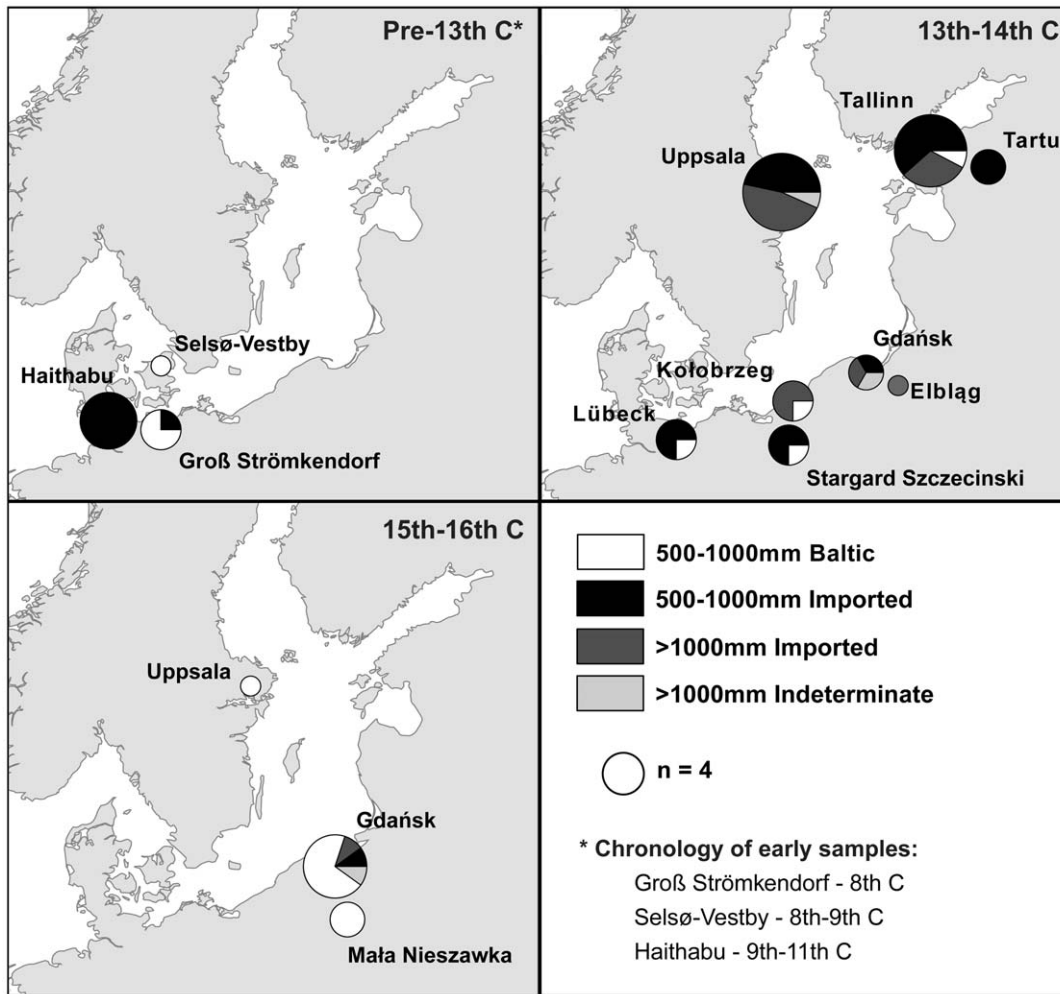 Pre-13th C*
Selsø-Vestby
Haithabu
Groß Strömkendorf
13th-14th C
Tallinn
Tartu
Uppsala
Gdańsk
Kołobrzeg
Elbląg
Lübeck
Stargard Szczecinski
15th-16th C
Uppsala
Gdańsk
Mała Nieszawka
500-1000mm Baltic
500-1000mm Imported
>1000mm Imported
>1000mm Indeterminate
n = 4
* Chronology of early samples:
Groß Strömkendorf - 8th C
Selsø-Vestby - 8th-9th C
Haithabu - 9th-11th C